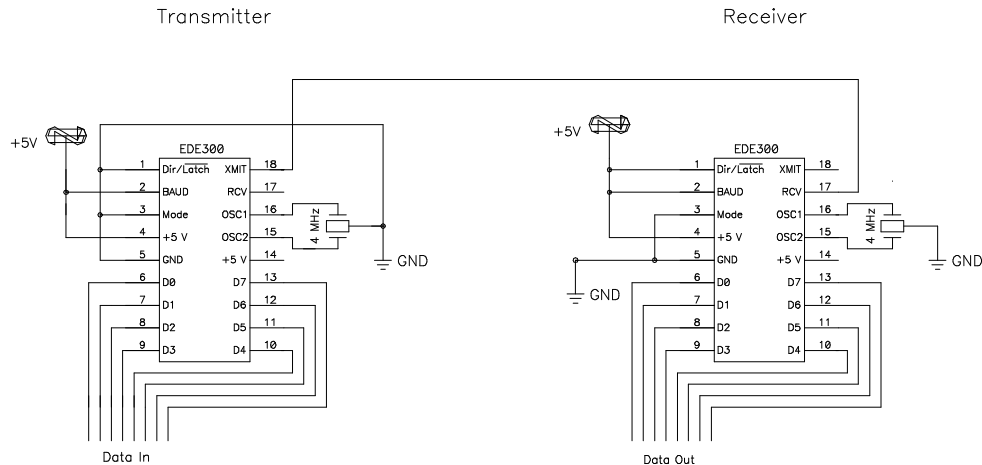 Transmitter
Receiver
+5V
EDE300
1 Dir/Latch XMIT 18
2 BAUD RCV 17
3 Mode OSC1 16
4 +5 V OSC2 15
5 GND +5 V 14
6 D0 D7 13
7 D1 D6 12
8 D2 D5 11
9 D3 D4 10
4 MHz
GND
Data In
+5V
EDE300
1 Dir/Latch XMIT 18
2 BAUD RCV 17
3 Mode OSC1 16
4 +5 V OSC2 15
5 GND +5 V 14
6 D0 D7 13
7 D1 D6 12
8 D2 D5 11
9 D3 D4 10
4 MHz
GND
GND
Data Out